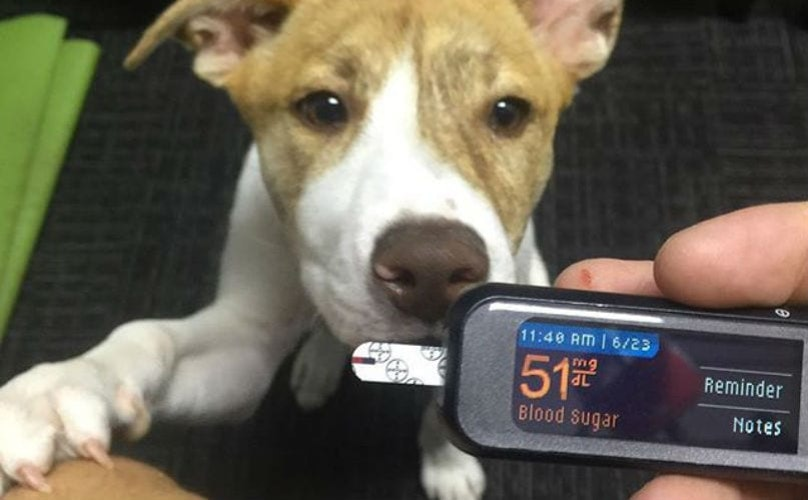 11:40 AM | 6/23
51 mg/dL
Blood Sugar
Reminder
Notes